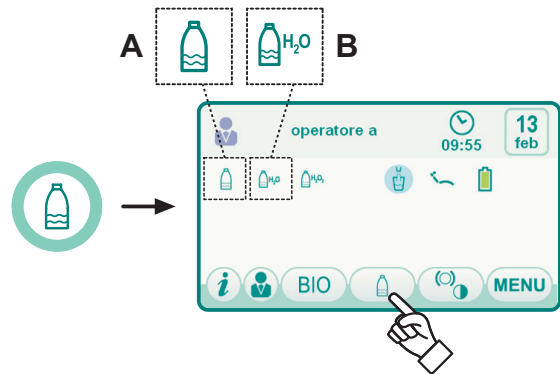 A
H₂O
B
operatore a
09:55
13
feb
H₂O
H₂O₂
i
BIO
MENU